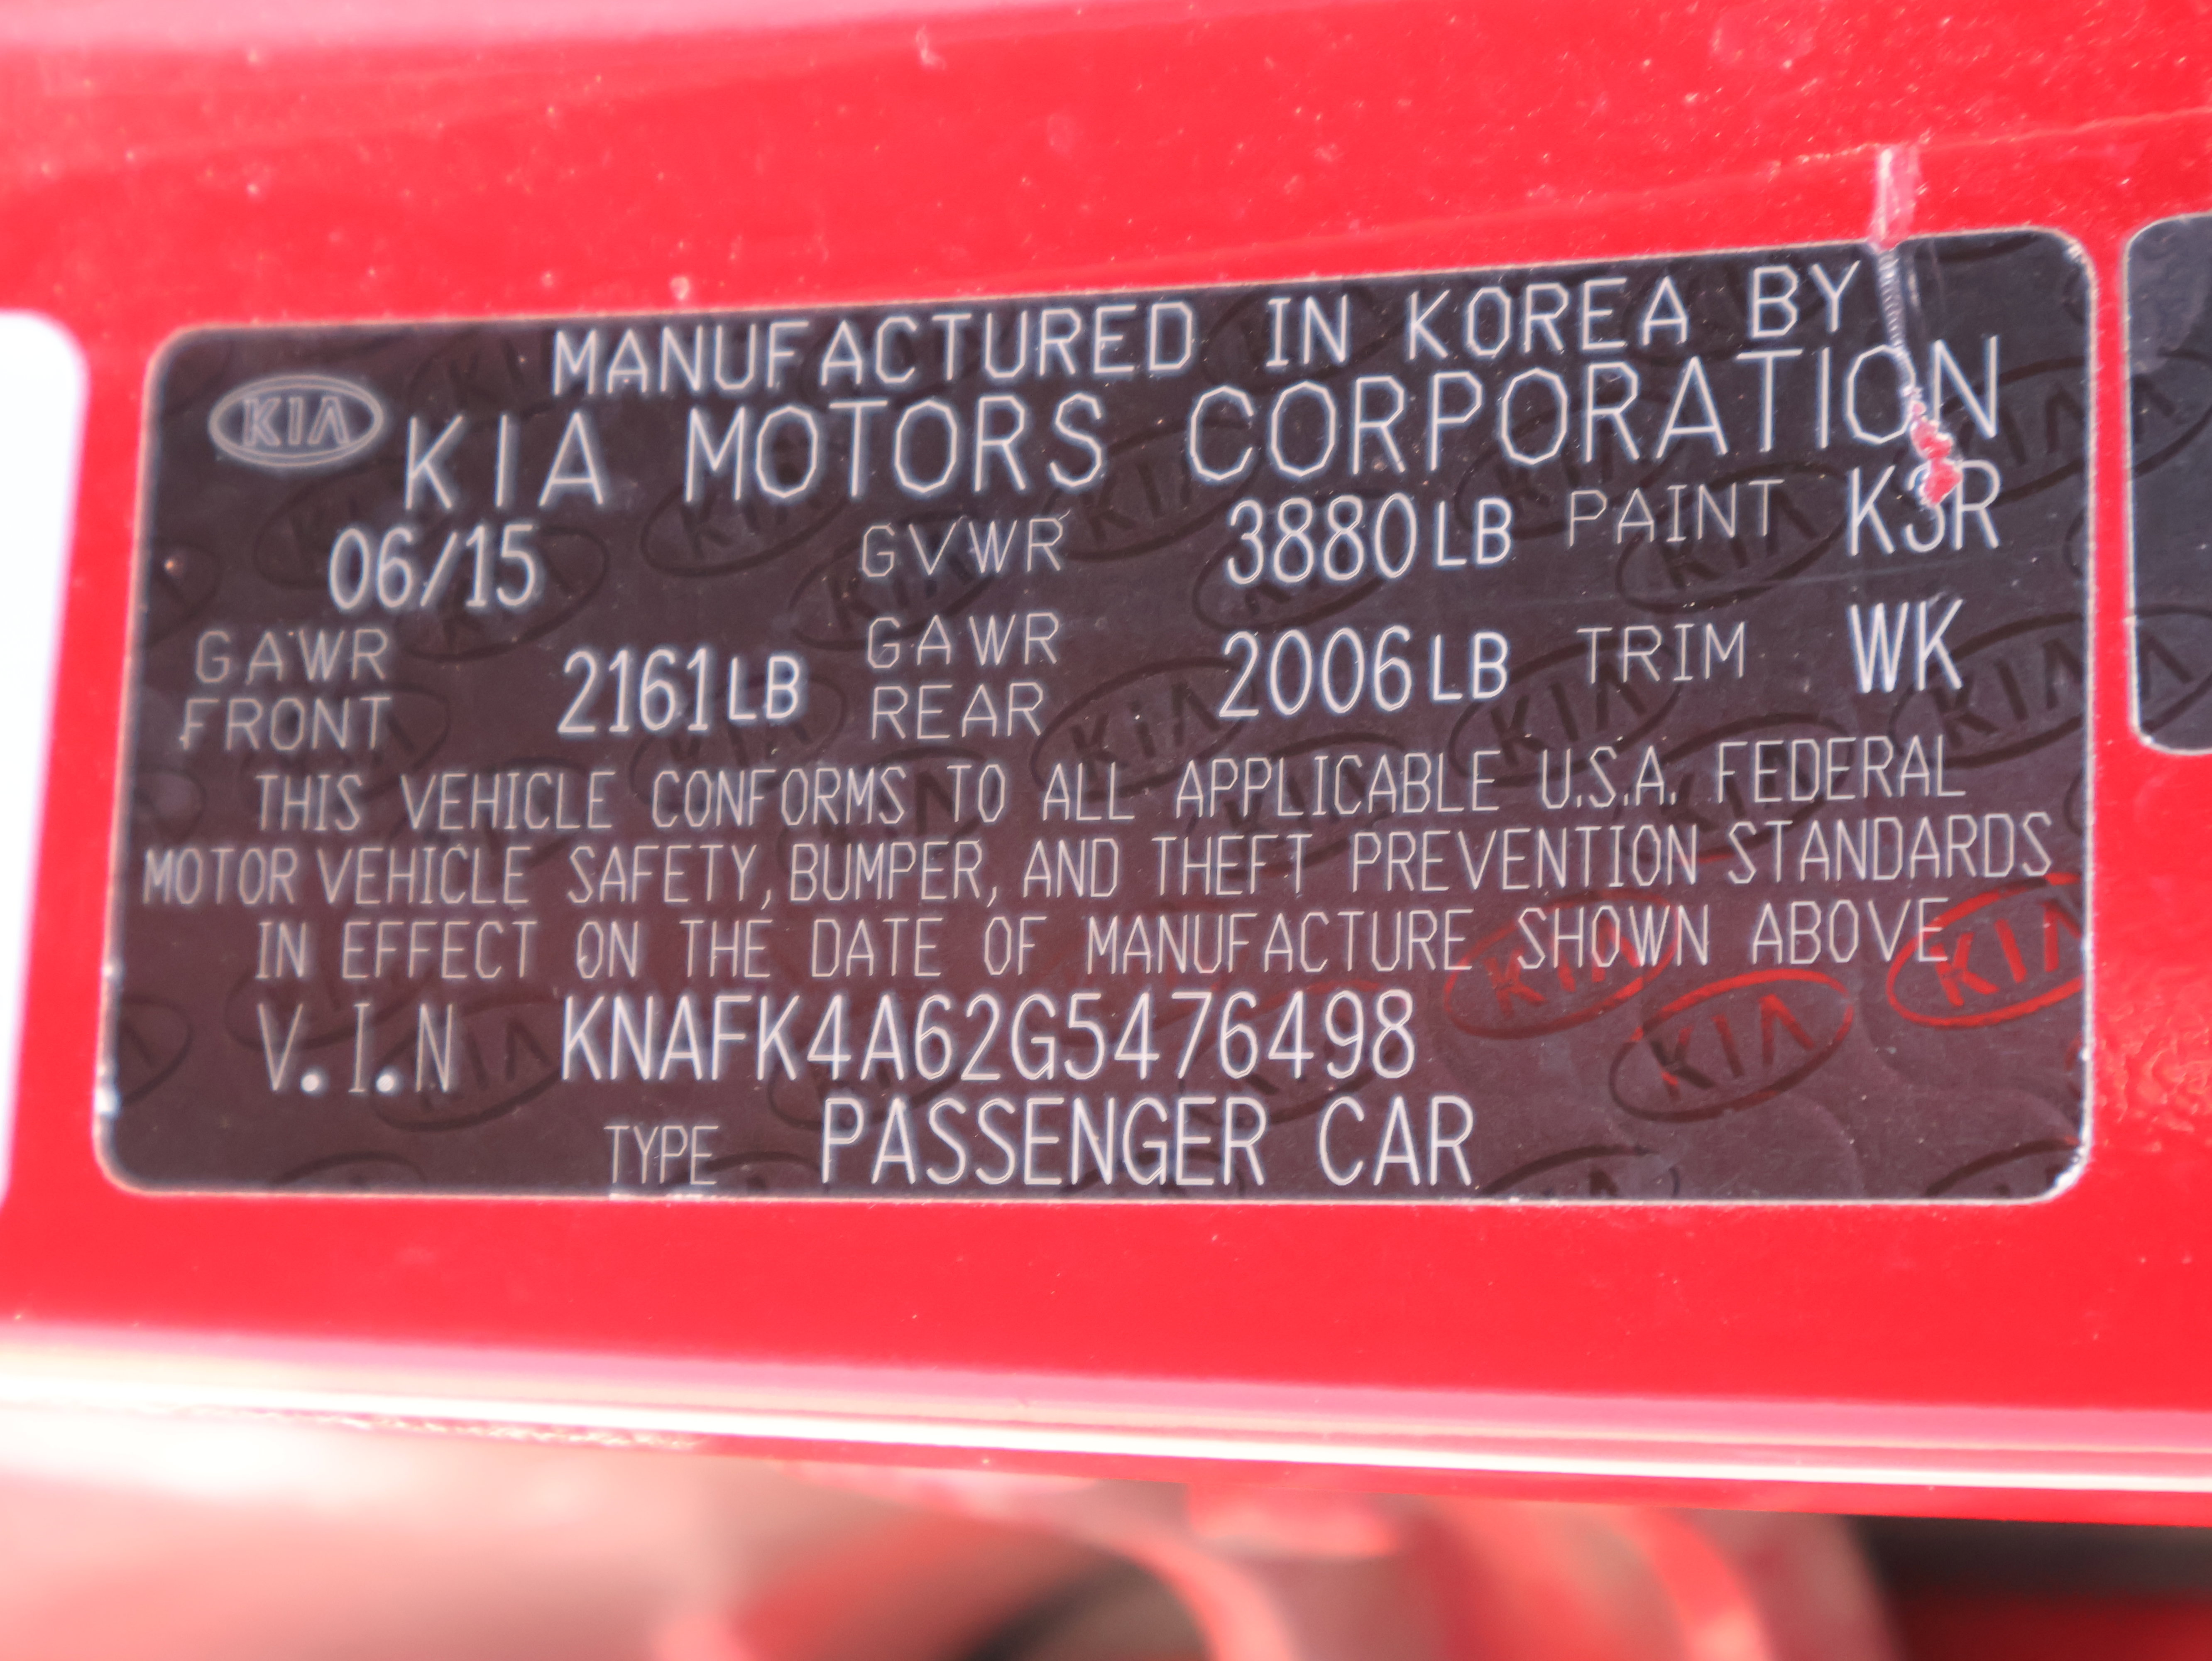 MANUFACTURED IN KOREA BY
KIA
KIA MOTORS CORPORATION
06/15 GVWR 3880LB PAINT K3R
GAWR FRONT 2161LB GAWR REAR 2006LB TRIM WK
THIS VEHICLE CONFORMS TO ALL APPLICABLE U.S.A. FEDERAL
MOTOR VEHICLE SAFETY, BUMPER, AND THEFT PREVENTION STANDARDS
IN EFFECT ON THE DATE OF MANUFACTURE SHOWN ABOVE
V.I.N KNAFK4A62G5476498
TYPE PASSENGER CAR